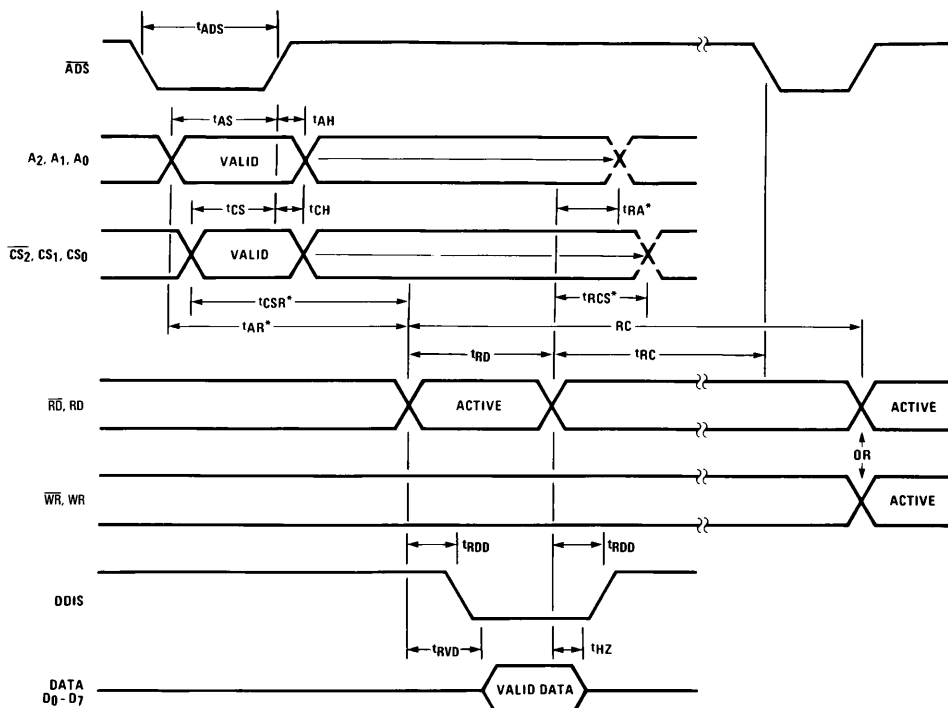 tADS
ADS
tAS tAH
A2, A1, A0 VALID
tCS tCH tRA*
CS2, CS1, CS0 VALID
tCSR* tRCS*
tAR* RC
tRD tRC
RD, RD ACTIVE ACTIVE
OR
WR, WR ACTIVE
tRDD tRDD
DDIS
tRVD tHZ
DATA
D0 - D7 VALID DATA